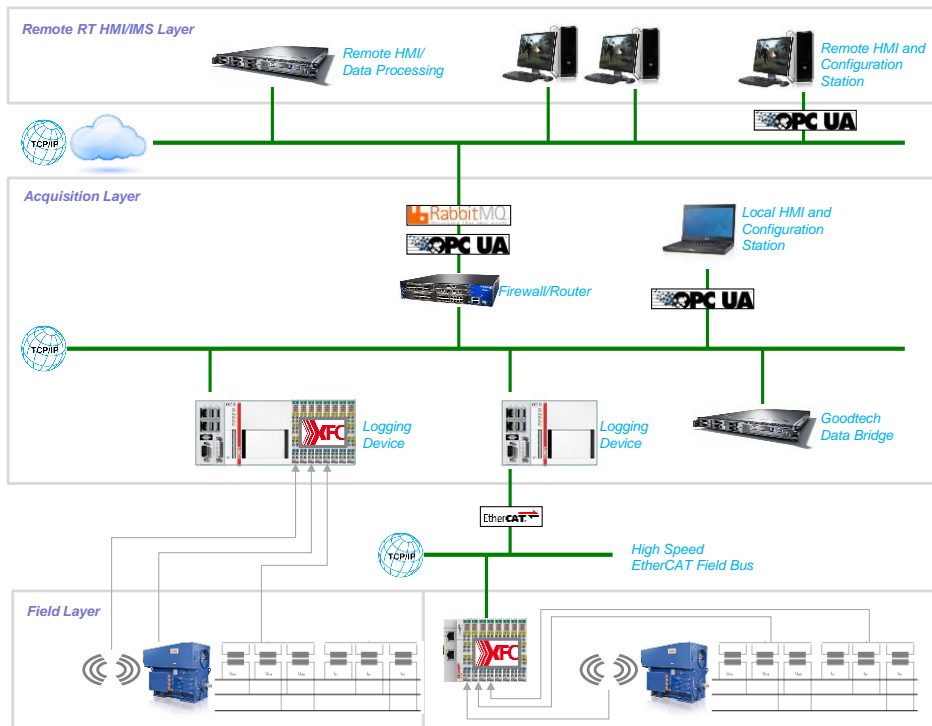 Remote RT HMI/IMS Layer
Remote HMI/
Data Processing
Remote HMI and
Configuration
Station
OPC UA
TCP/IP
Acquisition Layer
RabbitMQ
OPC UA
Local HMI and
Configuration
Station
Firewall/Router
OPC UA
TCP/IP
XFC
Logging
Device
Logging
Device
Goodtech
Data Bridge
EtherCAT
TCP/IP
High Speed
EtherCAT Field Bus
Field Layer
XFC